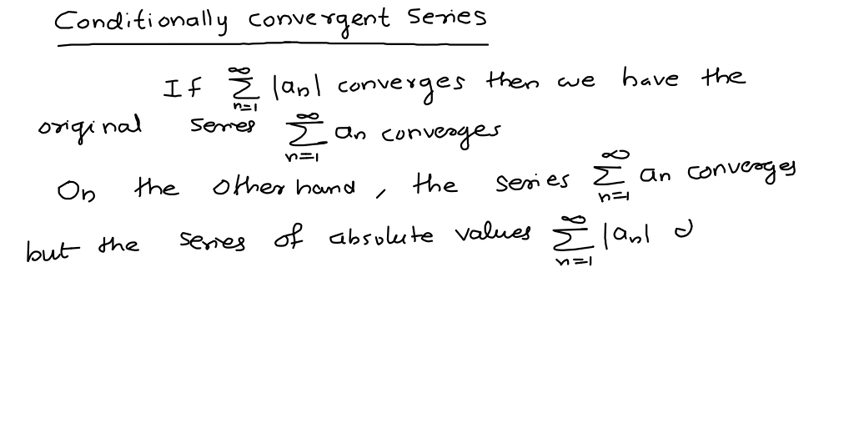 Conditionally convergent Series
If ∑_{n=1}^{∞} |an| converges then we have the
original series ∑_{n=1}^{∞} an converges
On the other hand, the series ∑_{n=1}^{∞} an converges
but the series of absolute values ∑_{n=1}^{∞} |an| d